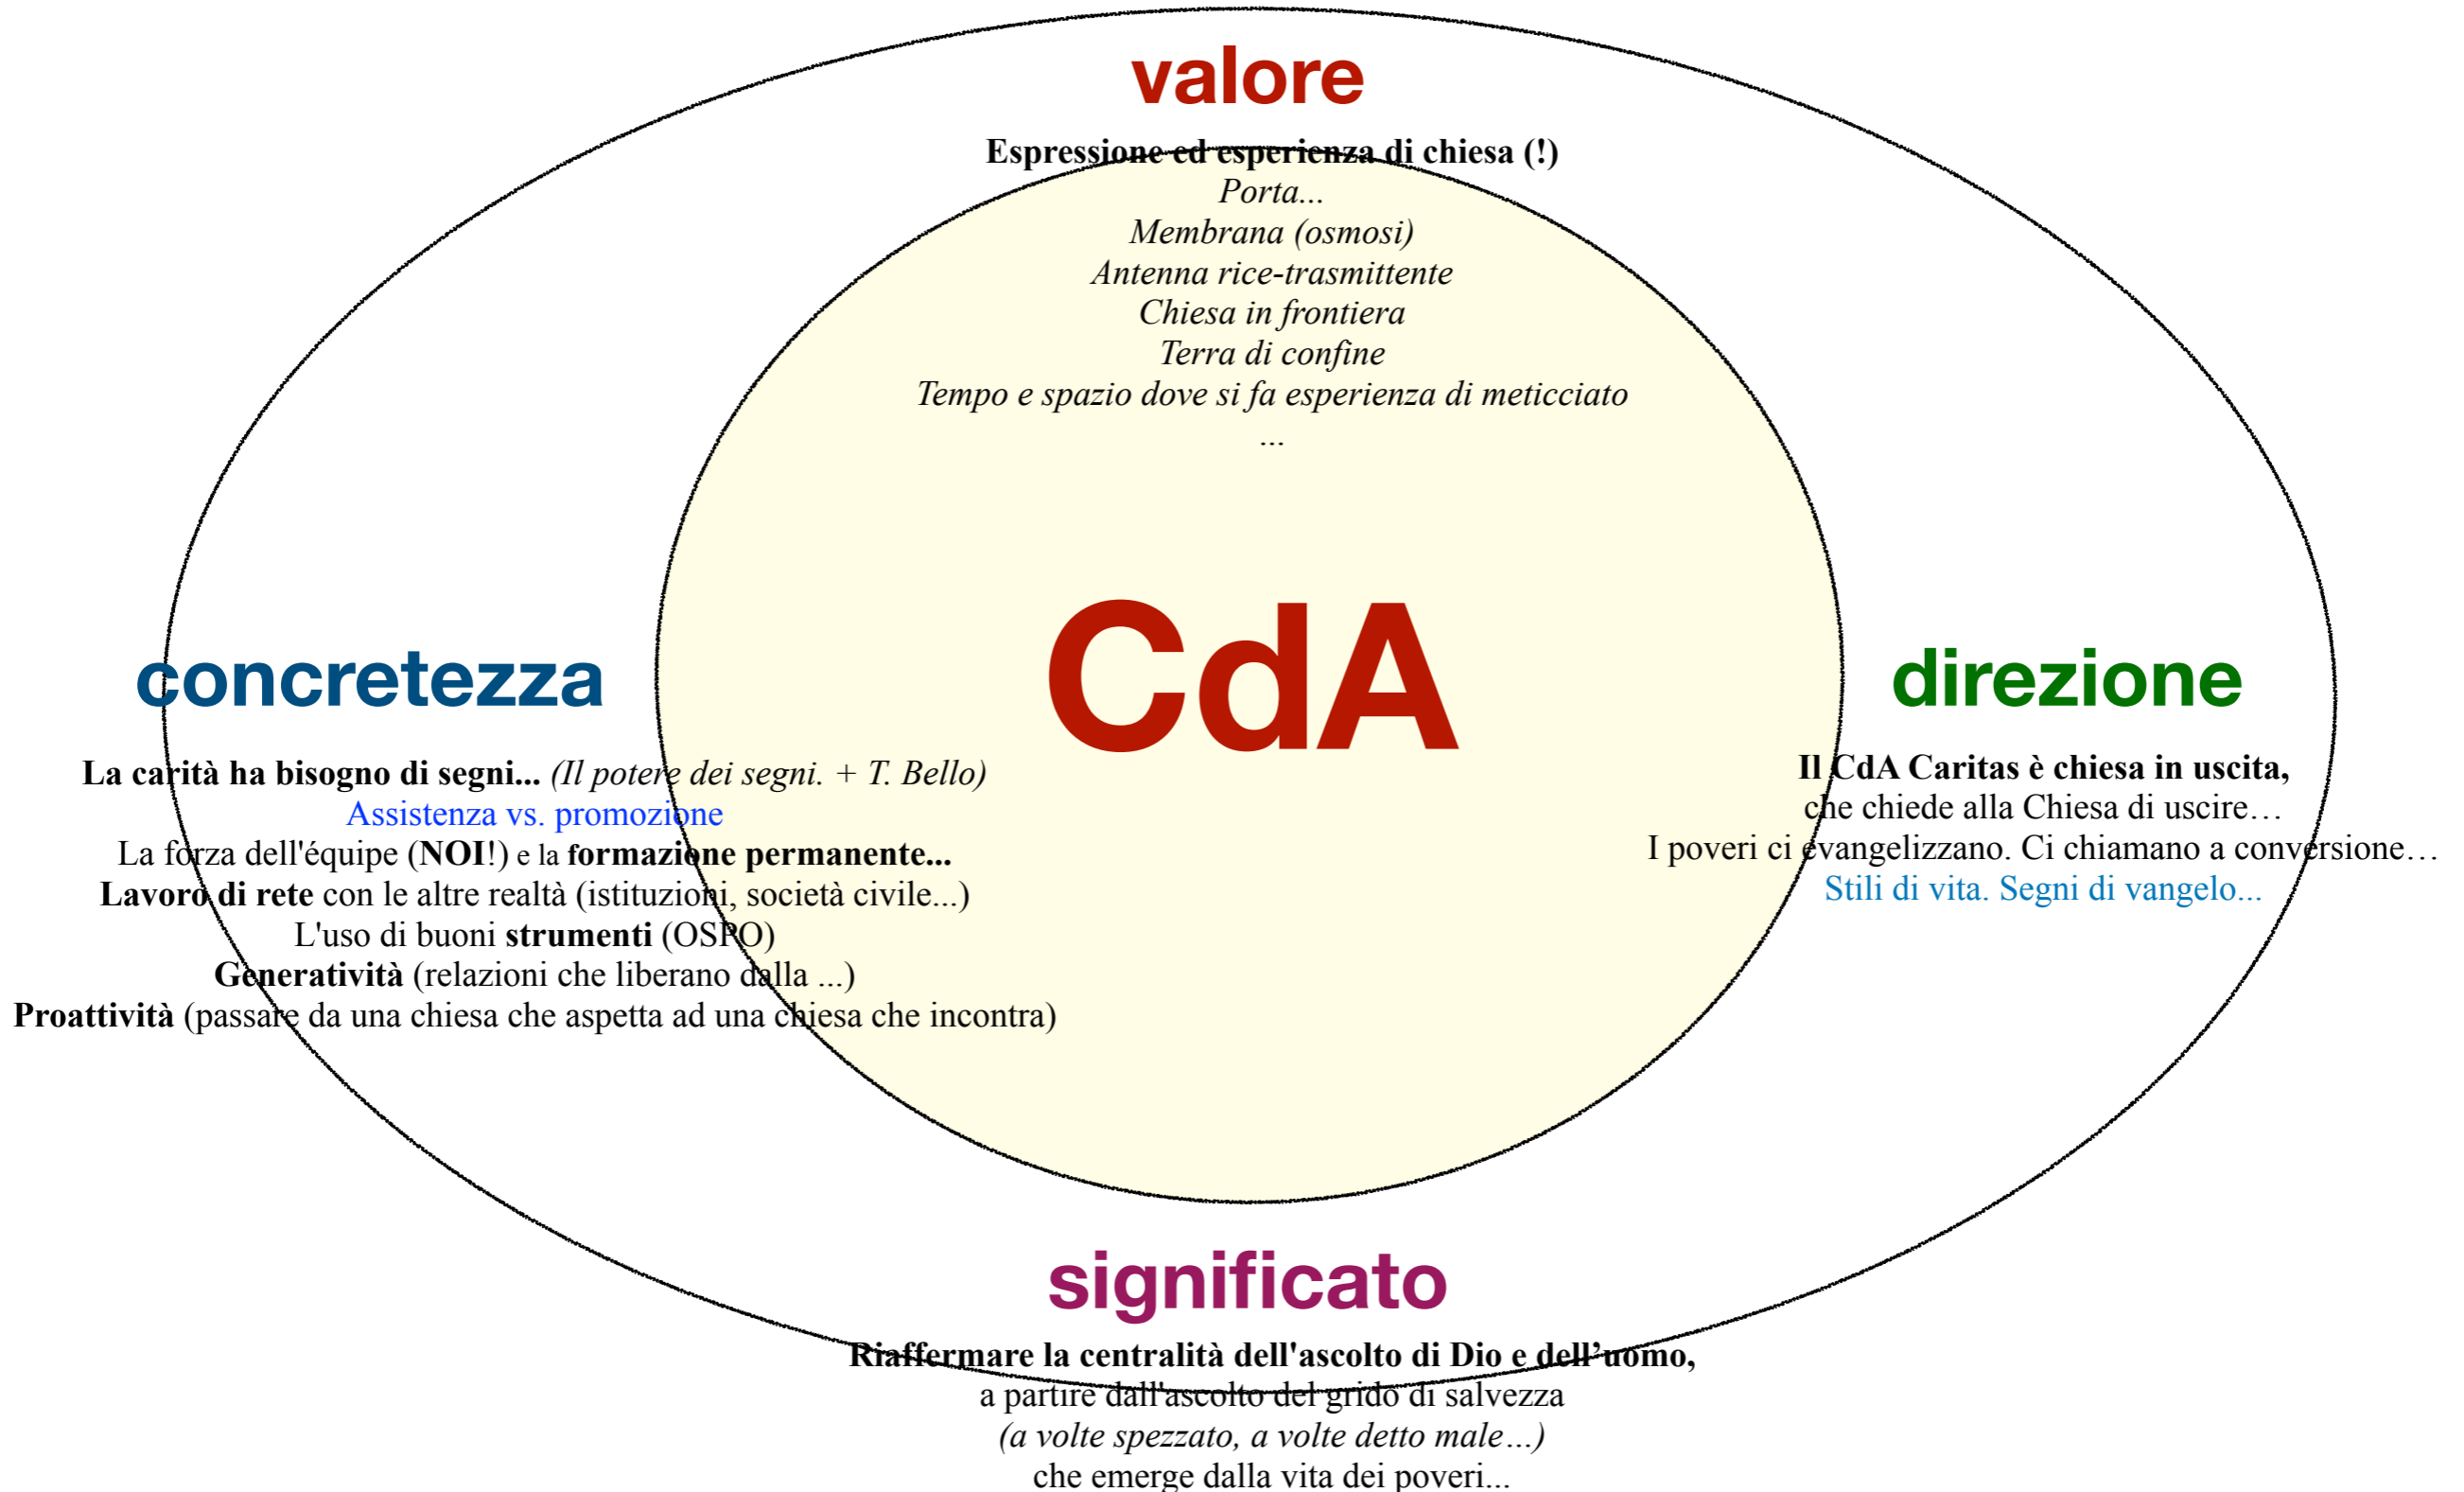 valore
Espressione ed esperienza di chiesa (!)
Porta...
Membrana (osmosi)
Antenna rice-trasmittente
Chiesa in frontiera
Terra di confine
Tempo e spazio dove si fa esperienza di meticciato
...
CdA
concretezza
La carità ha bisogno di segni... (Il potere dei segni. + T. Bello)
Assistenza vs. promozione
La forza dell'équipe (NOI!) e la formazione permanente...
Lavoro di rete con le altre realtà (istituzioni, società civile...)
L'uso di buoni strumenti (OSPO)
Generatività (relazioni che liberano dalla ...)
Proattività (passare da una chiesa che aspetta ad una chiesa che incontra)
direzione
Il CdA Caritas è chiesa in uscita,
che chiede alla Chiesa di uscire…
I poveri ci evangelizzano. Ci chiamano a conversione…
Stili di vita. Segni di vangelo...
significato
Riaffermare la centralità dell'ascolto di Dio e dell’uomo,
a partire dall'ascolto del grido di salvezza
(a volte spezzato, a volte detto male…)
che emerge dalla vita dei poveri...